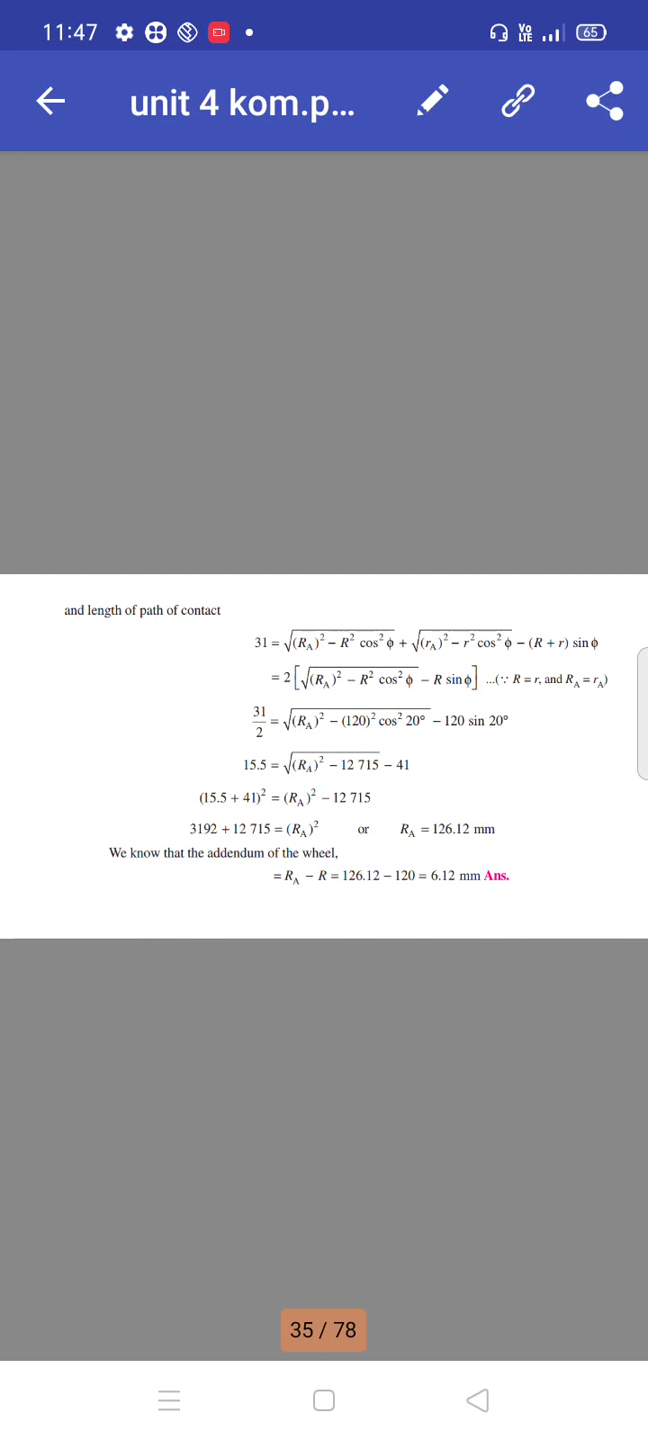 11:47 Vo LTE 65
unit 4 kom.p...
and length of path of contact
31 = √(R_A)² – R² cos² ϕ + √(r_A)² – r² cos² ϕ – (R + r) sin ϕ
= 2 [√(R_A)² – R² cos² ϕ – R sin ϕ] ...(∵ R = r, and R_A = r_A)
31/2 = √(R_A)² – (120)² cos² 20° – 120 sin 20°
15.5 = √(R_A)² – 12 715 – 41
(15.5 + 41)² = (R_A)² – 12 715
3192 + 12 715 = (R_A)² or R_A = 126.12 mm
We know that the addendum of the wheel,
= R_A – R = 126.12 – 120 = 6.12 mm Ans.
35 / 78